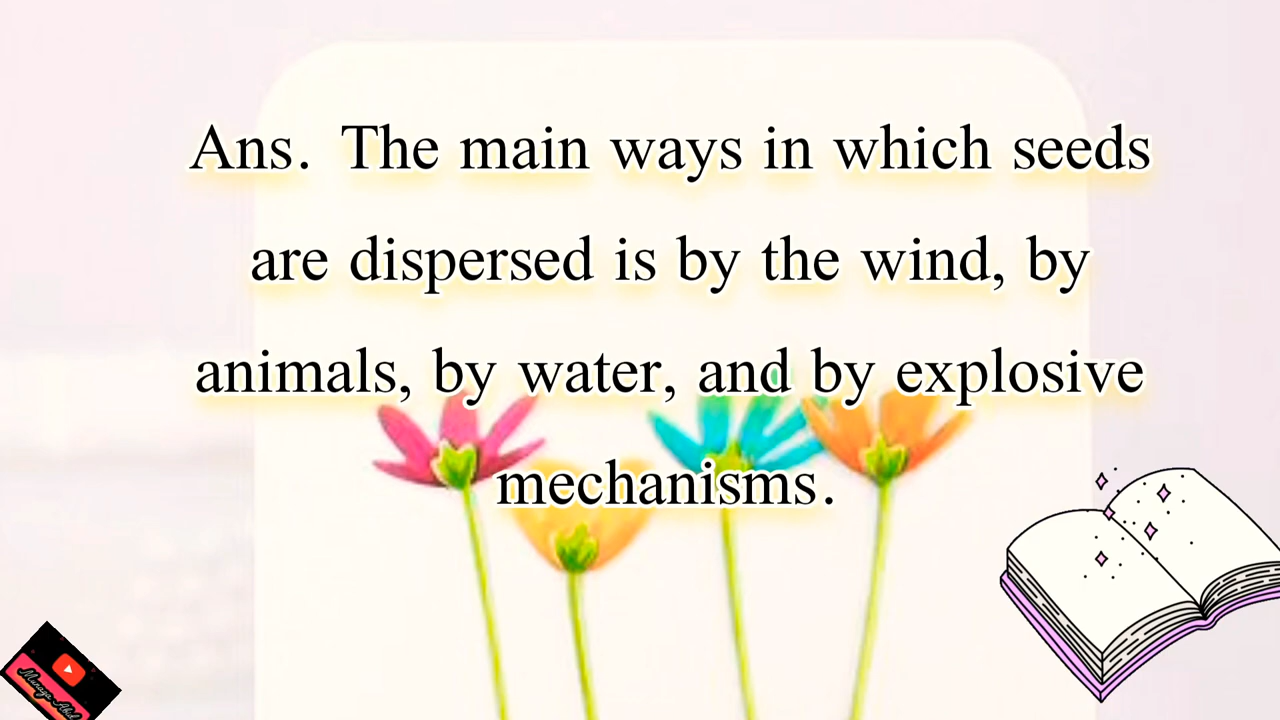 Ans. The main ways in which seeds
are dispersed is by the wind, by
animals, by water, and by explosive
mechanisms.